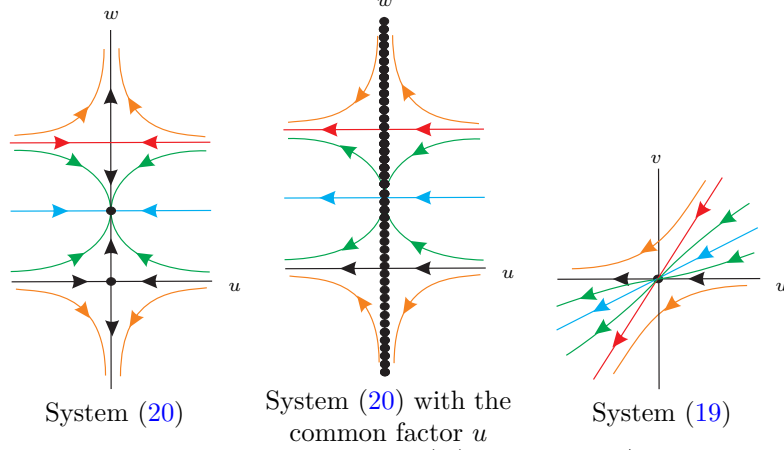 w
w
v
u
u
u
System (20)
System (20) with the
common factor u
System (19)